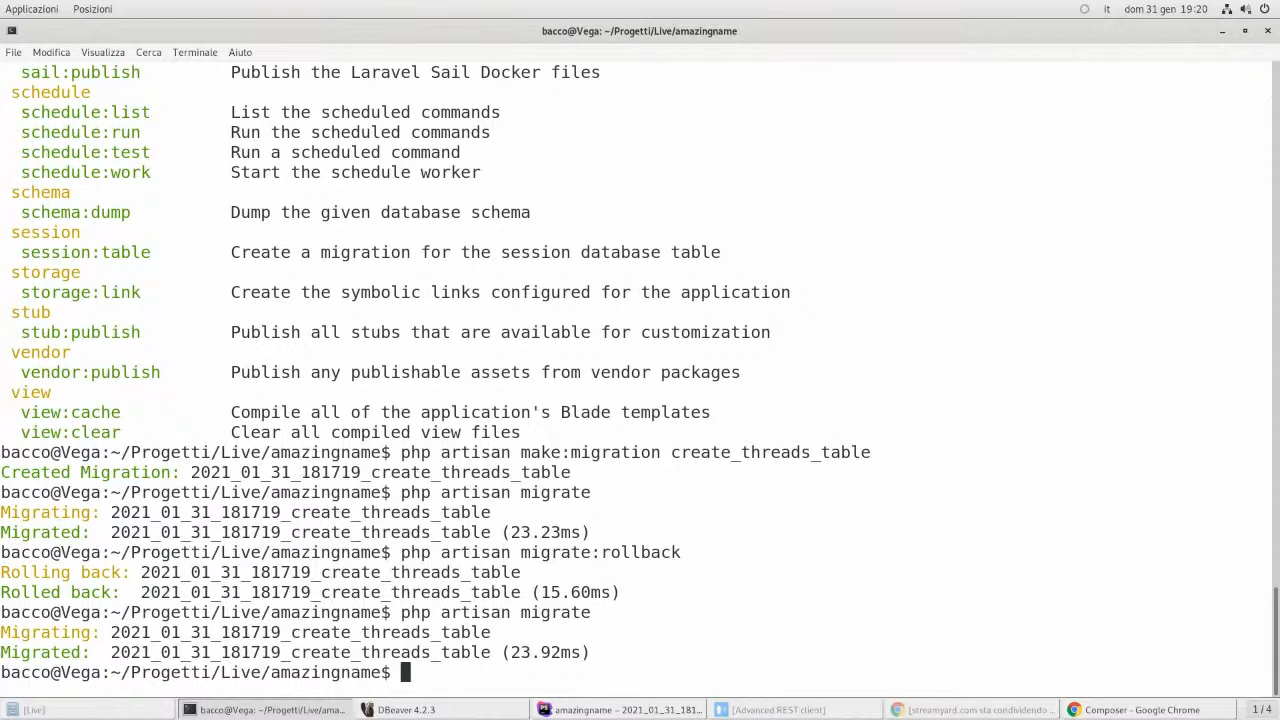 Applicazioni Posizioni it dom 31 gen 19:20
bacco@Vega: ~/Progetti/Live/amazingname
File Modifica Visualizza Cerca Terminale Aiuto
sail:publish Publish the Laravel Sail Docker files
schedule
schedule:list List the scheduled commands
schedule:run Run the scheduled commands
schedule:test Run a scheduled command
schedule:work Start the schedule worker
schema
schema:dump Dump the given database schema
session
session:table Create a migration for the session database table
storage
storage:link Create the symbolic links configured for the application
stub
stub:publish Publish all stubs that are available for customization
vendor
vendor:publish Publish any publishable assets from vendor packages
view
view:cache Compile all of the application's Blade templates
view:clear Clear all compiled view files
bacco@Vega:~/Progetti/Live/amazingname$ php artisan make:migration create_threads_table
Created Migration: 2021_01_31_181719_create_threads_table
bacco@Vega:~/Progetti/Live/amazingname$ php artisan migrate
Migrating: 2021_01_31_181719_create_threads_table
Migrated: 2021_01_31_181719_create_threads_table (23.23ms)
bacco@Vega:~/Progetti/Live/amazingname$ php artisan migrate:rollback
Rolling back: 2021_01_31_181719_create_threads_table
Rolled back: 2021_01_31_181719_create_threads_table (15.60ms)
bacco@Vega:~/Progetti/Live/amazingname$ php artisan migrate
Migrating: 2021_01_31_181719_create_threads_table
Migrated: 2021_01_31_181719_create_threads_table (23.92ms)
bacco@Vega:~/Progetti/Live/amazingname$
[Live] bacco@Vega: ~/Progetti/Live/ama... DBeaver 4.2.3 amazingname – 2021_01_31_181... [Advanced REST client] [streamyard.com sta condividendo ... Composer - Google Chrome 1 / 4